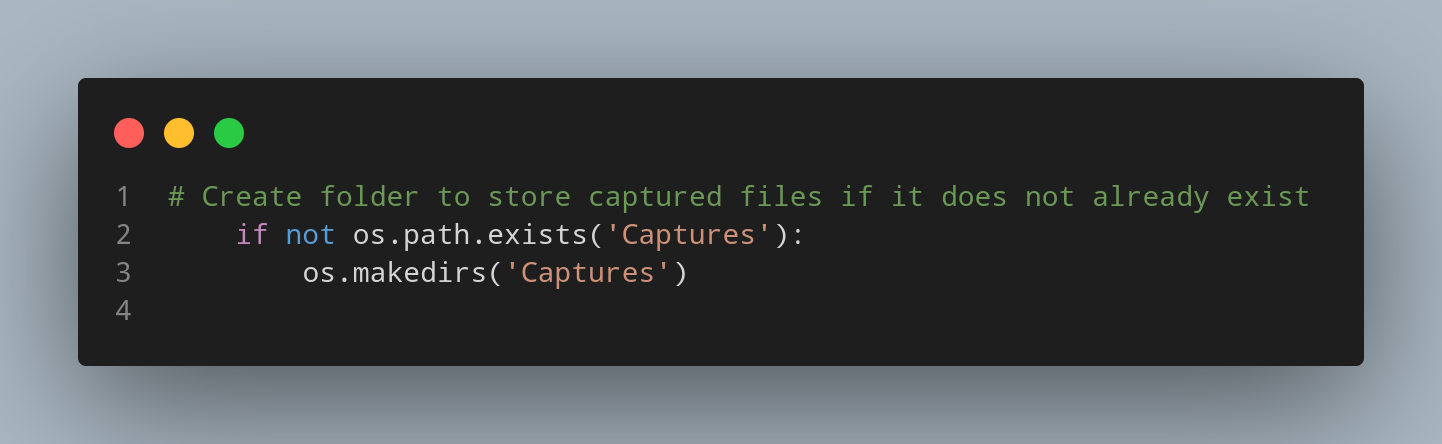 1 # Create folder to store captured files if it does not already exist
2     if not os.path.exists('Captures'):
3         os.makedirs('Captures')
4